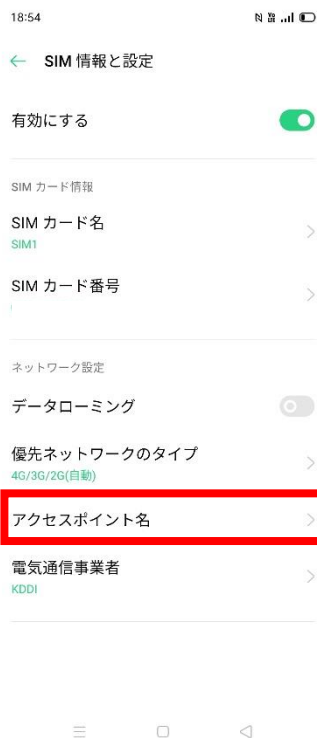 18:54
SIM 情報と設定
有効にする
SIM カード情報
SIM カード名
SIM1
SIM カード番号
ネットワーク設定
データローミング
優先ネットワークのタイプ
4G/3G/2G(自動)
アクセスポイント名
電気通信事業者
KDDI